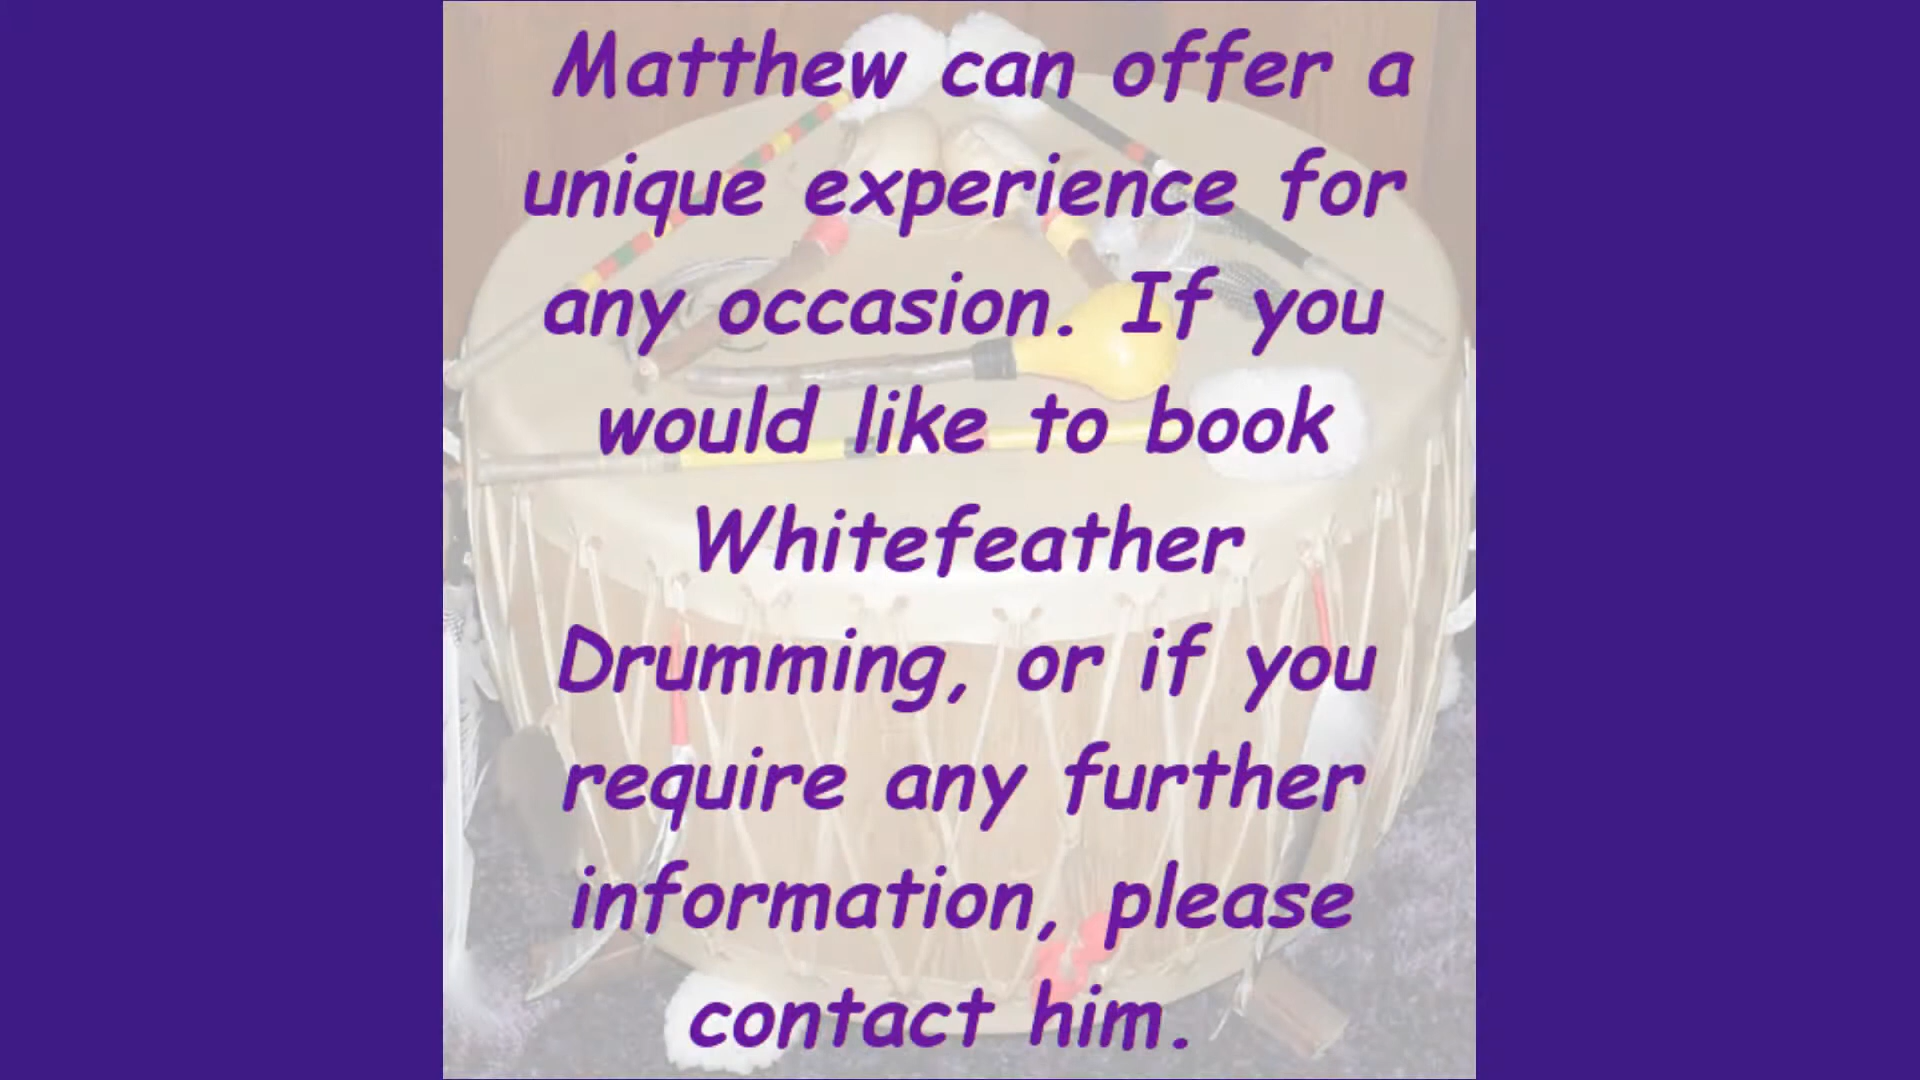 Matthew can offer a
unique experience for
any occasion. If you
would like to book
Whitefeather
Drumming, or if you
require any further
information, please
contact him.